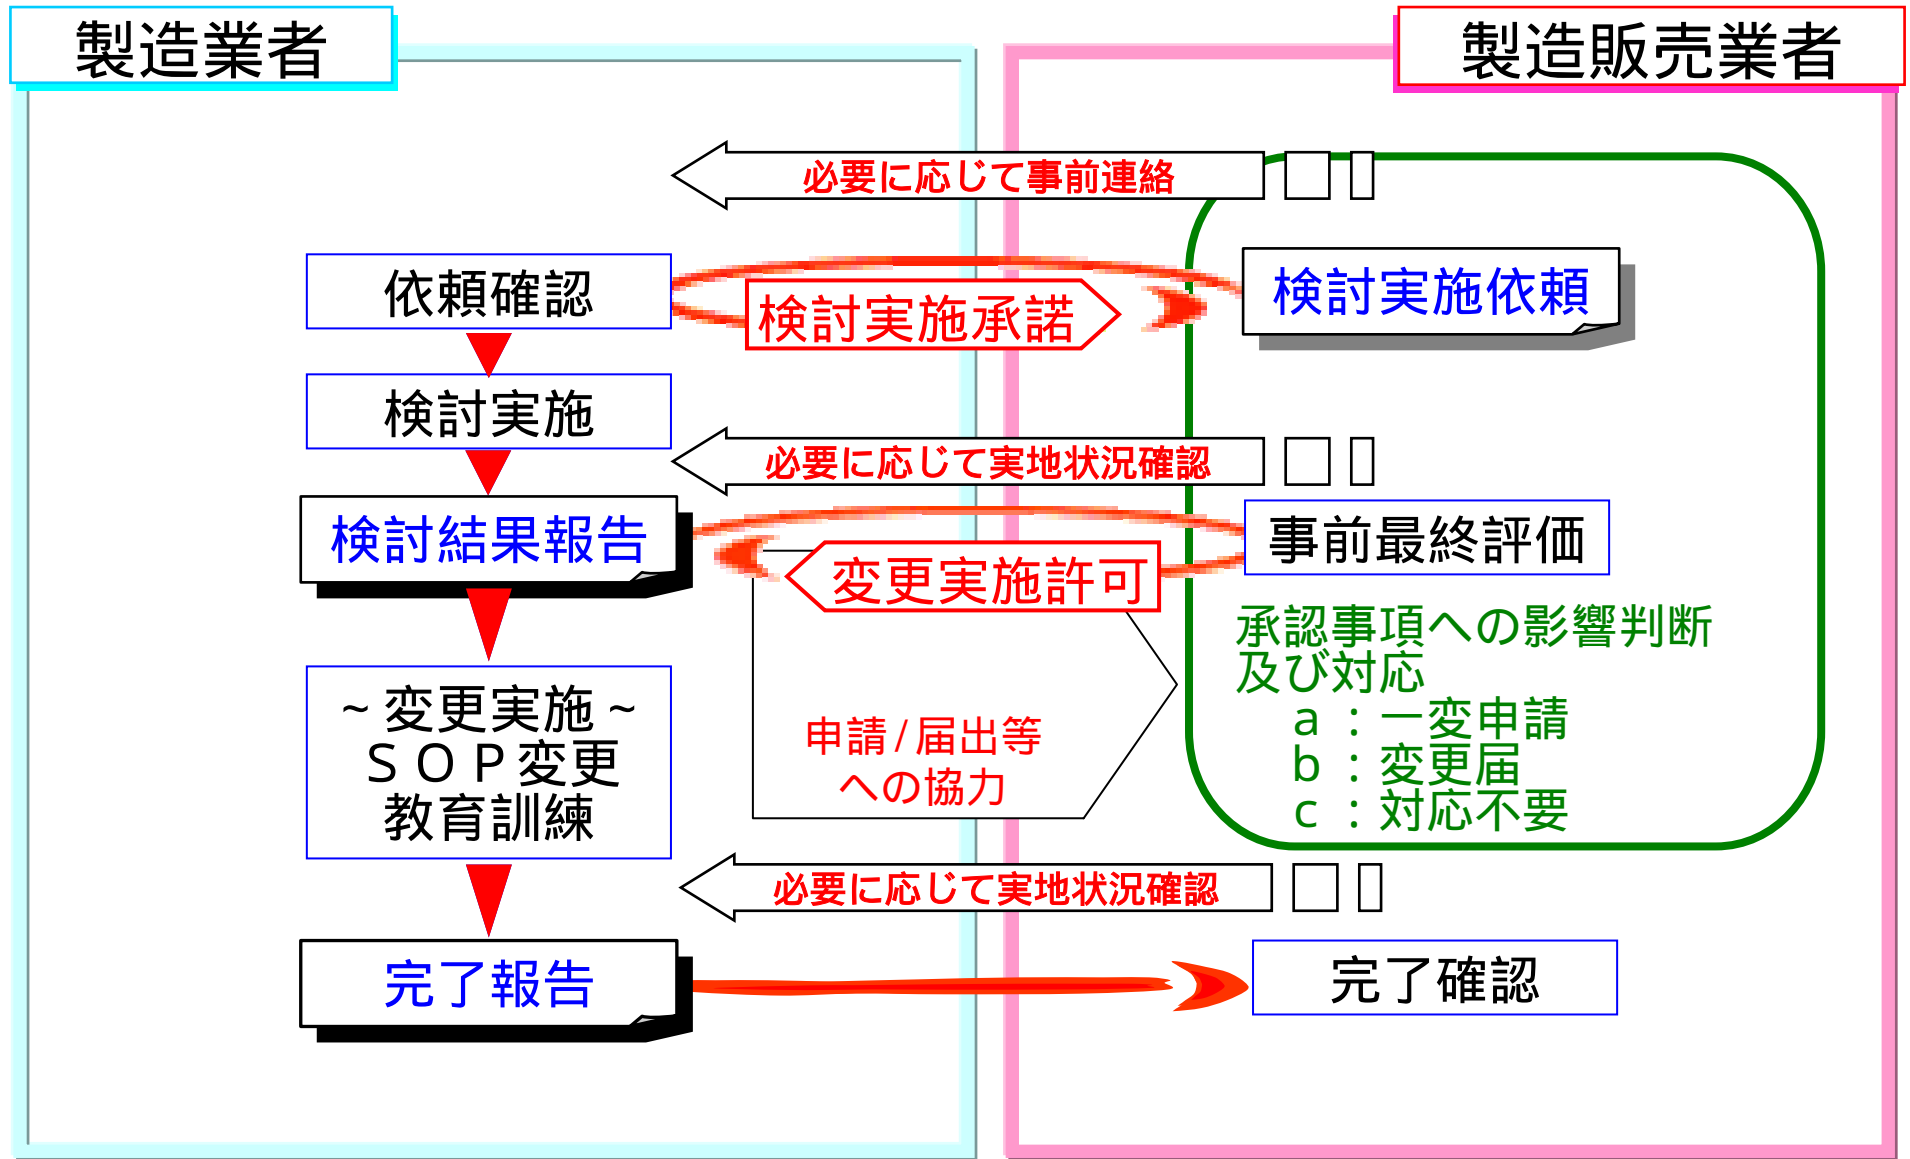 製造業者
製造販売業者
必要に応じて事前連絡
依頼確認
検討実施承諾
検討実施依頼
検討実施
必要に応じて実地状況確認
検討結果報告
変更実施許可
事前最終評価
承認事項への影響判断
及び対応
ａ：一変申請
ｂ：変更届
ｃ：対応不要
~変更実施~
ＳＯＰ変更
教育訓練
申請/届出等
への協力
必要に応じて実地状況確認
完了報告
完了確認